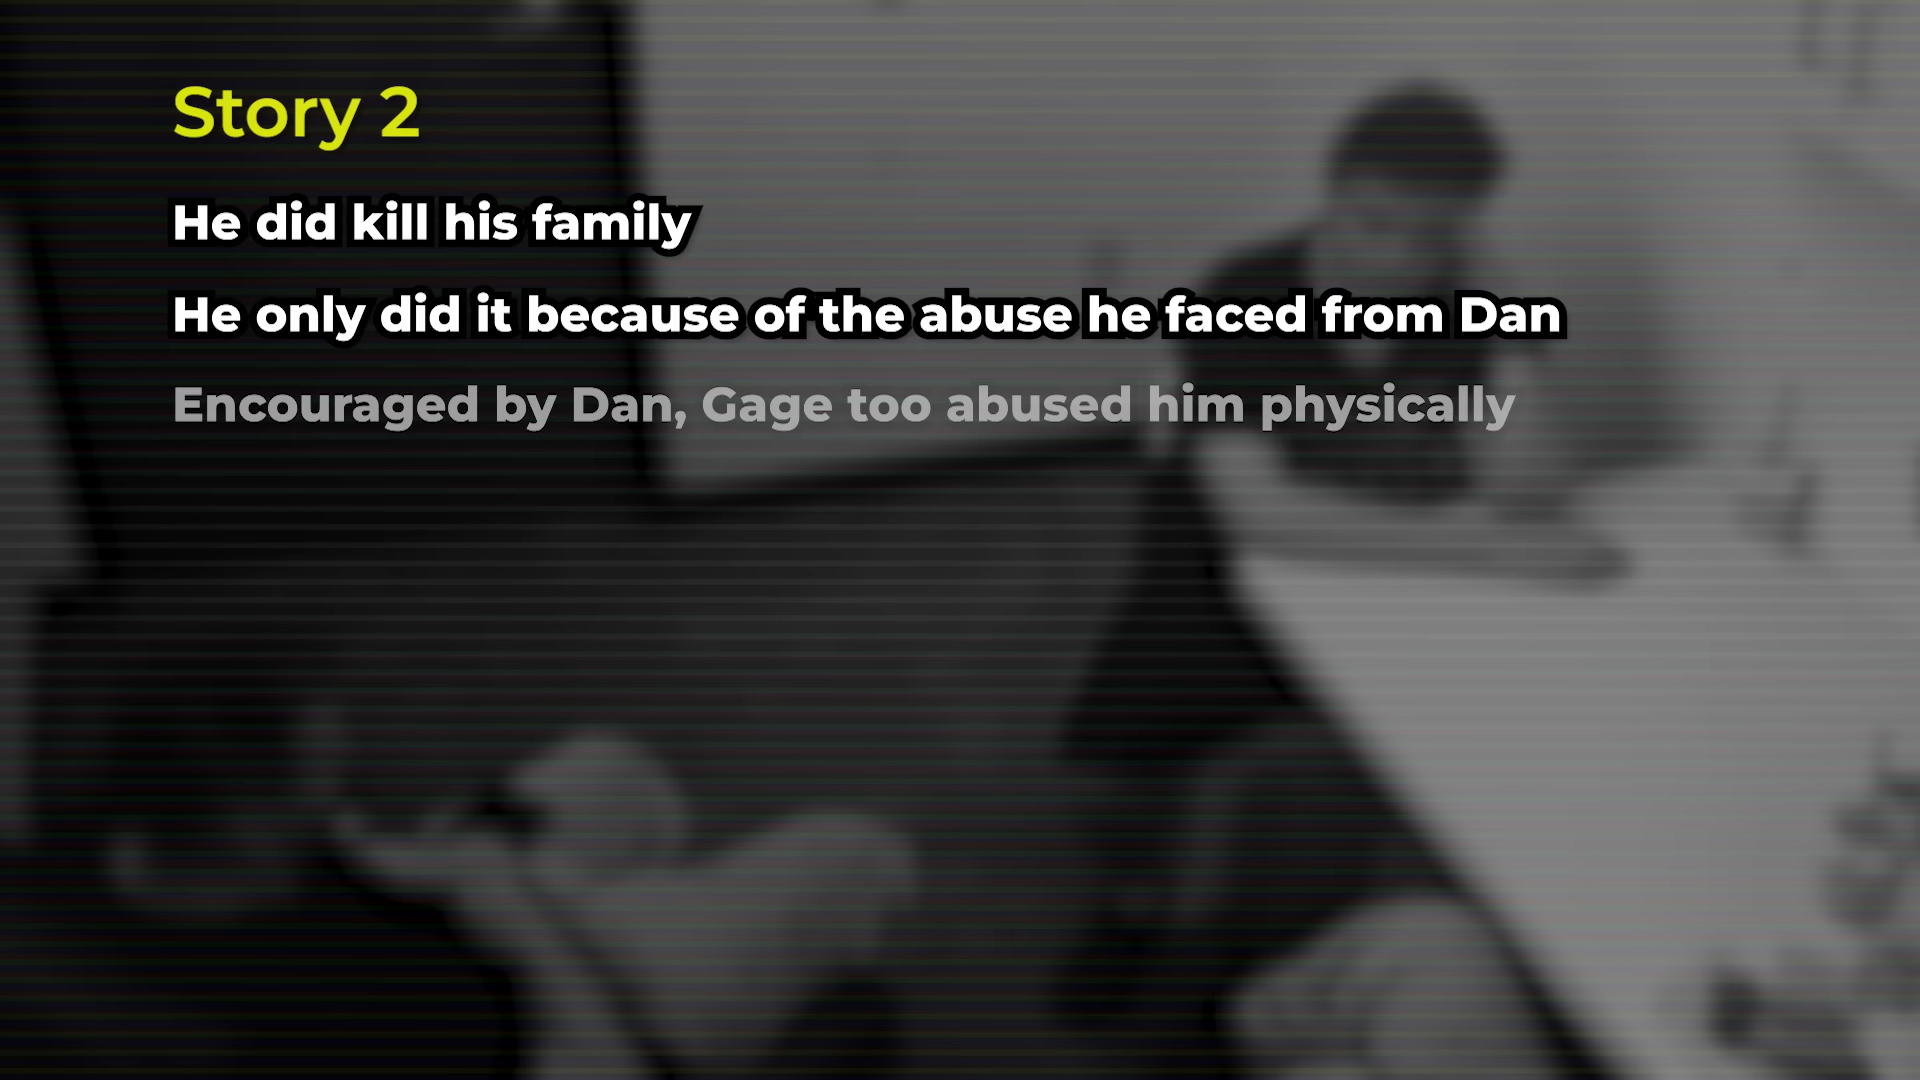 Story 2
He did kill his family
He only did it because of the abuse he faced from Dan
Encouraged by Dan, Gage too abused him physically